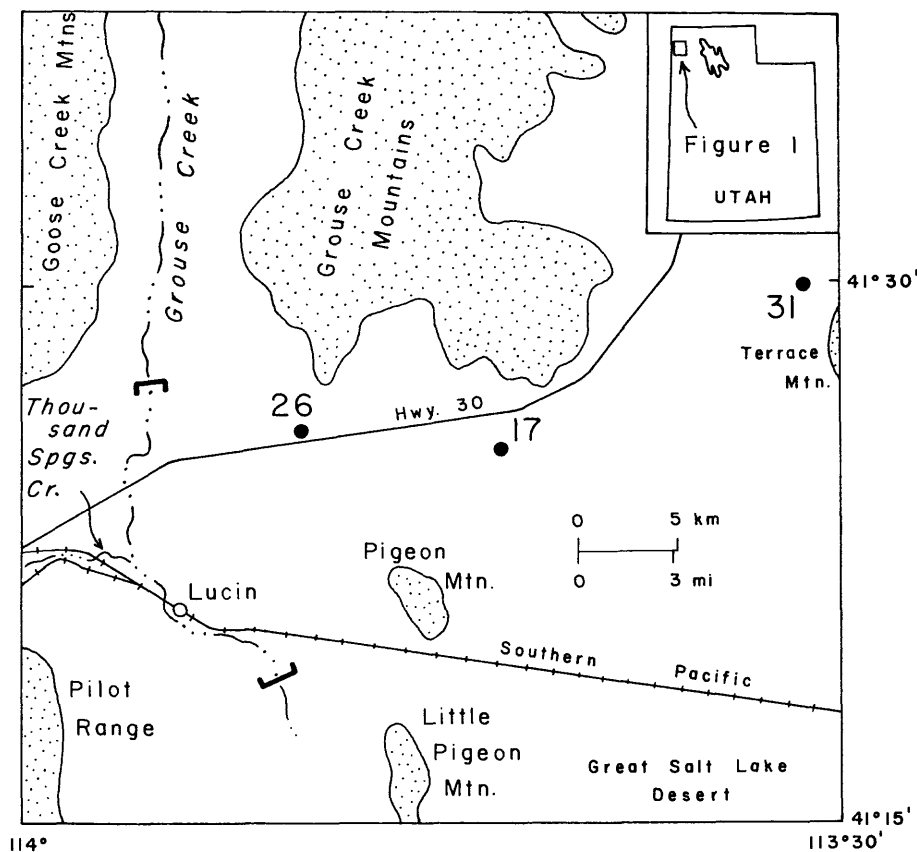 Goose Creek Mtns
Grouse Creek
Grouse Creek
Mountains
Figure 1
UTAH
41°30'
31
Terrace
Mtn.
Hwy. 30
26
17
Thou-
sand
Spgs.
Cr.
0 5 km
0 3 mi
Pigeon
Mtn.
Lucin
Southern Pacific
Pilot
Range
Little
Pigeon
Mtn.
Great Salt Lake
Desert
41°15'
114°
113°30'